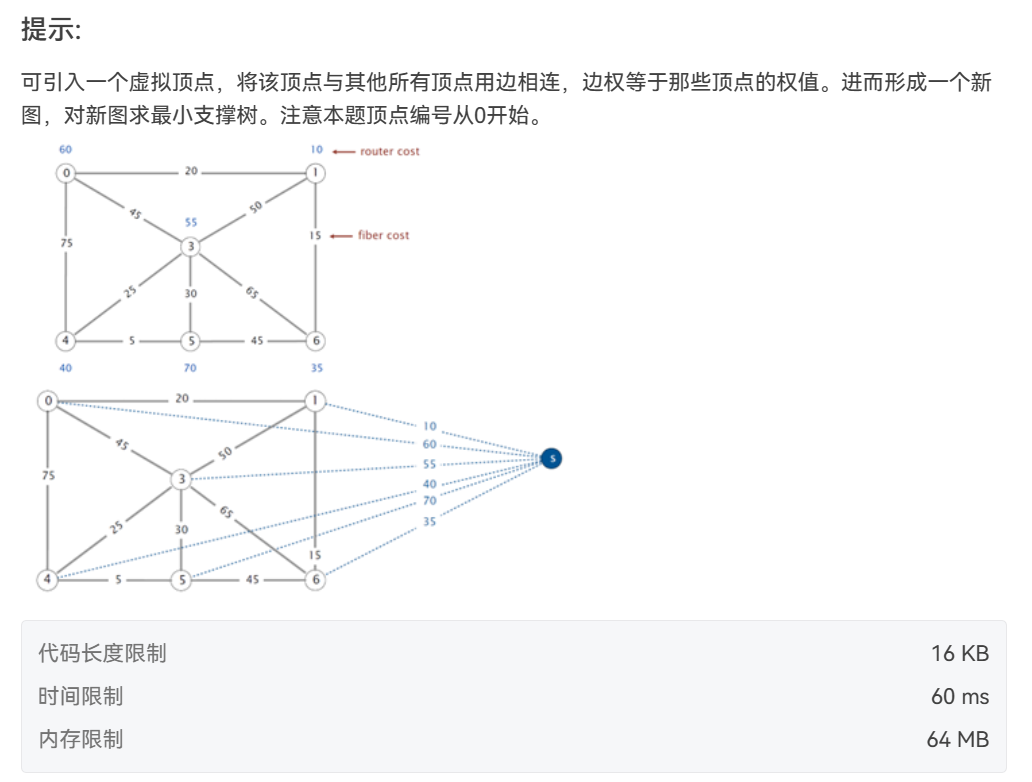 提示:
可引入一个虚拟顶点，将该顶点与其他所有顶点用边相连，边权等于那些顶点的权值。进而形成一个新
图，对新图求最小支撑树。注意本题顶点编号从0开始。
60 10 router cost
0 20 1
45 50
55
75 3 15 fiber cost
25 30 65
4 5 5 45 6
40 70 35
0 20 1
10
45 50 60 s
75 3 55
40
65 70
25 30 35
15
4 5 5 45 6
代码长度限制 16 KB
时间限制 60 ms
内存限制 64 MB